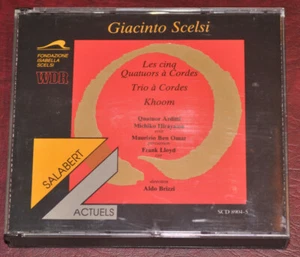 Giacinto Scelsi
FONDAZIONE
ISABELLA
SCELSI
WDR
Les cinq
Quatuors à Cordes
Trio à Cordes
Khoom
Quatuor Arditti
Michiko Hirayama
Maurizio Ben Omar
Frank Lloyd
Aldo Brizzi
SALABERT
ACTUELS